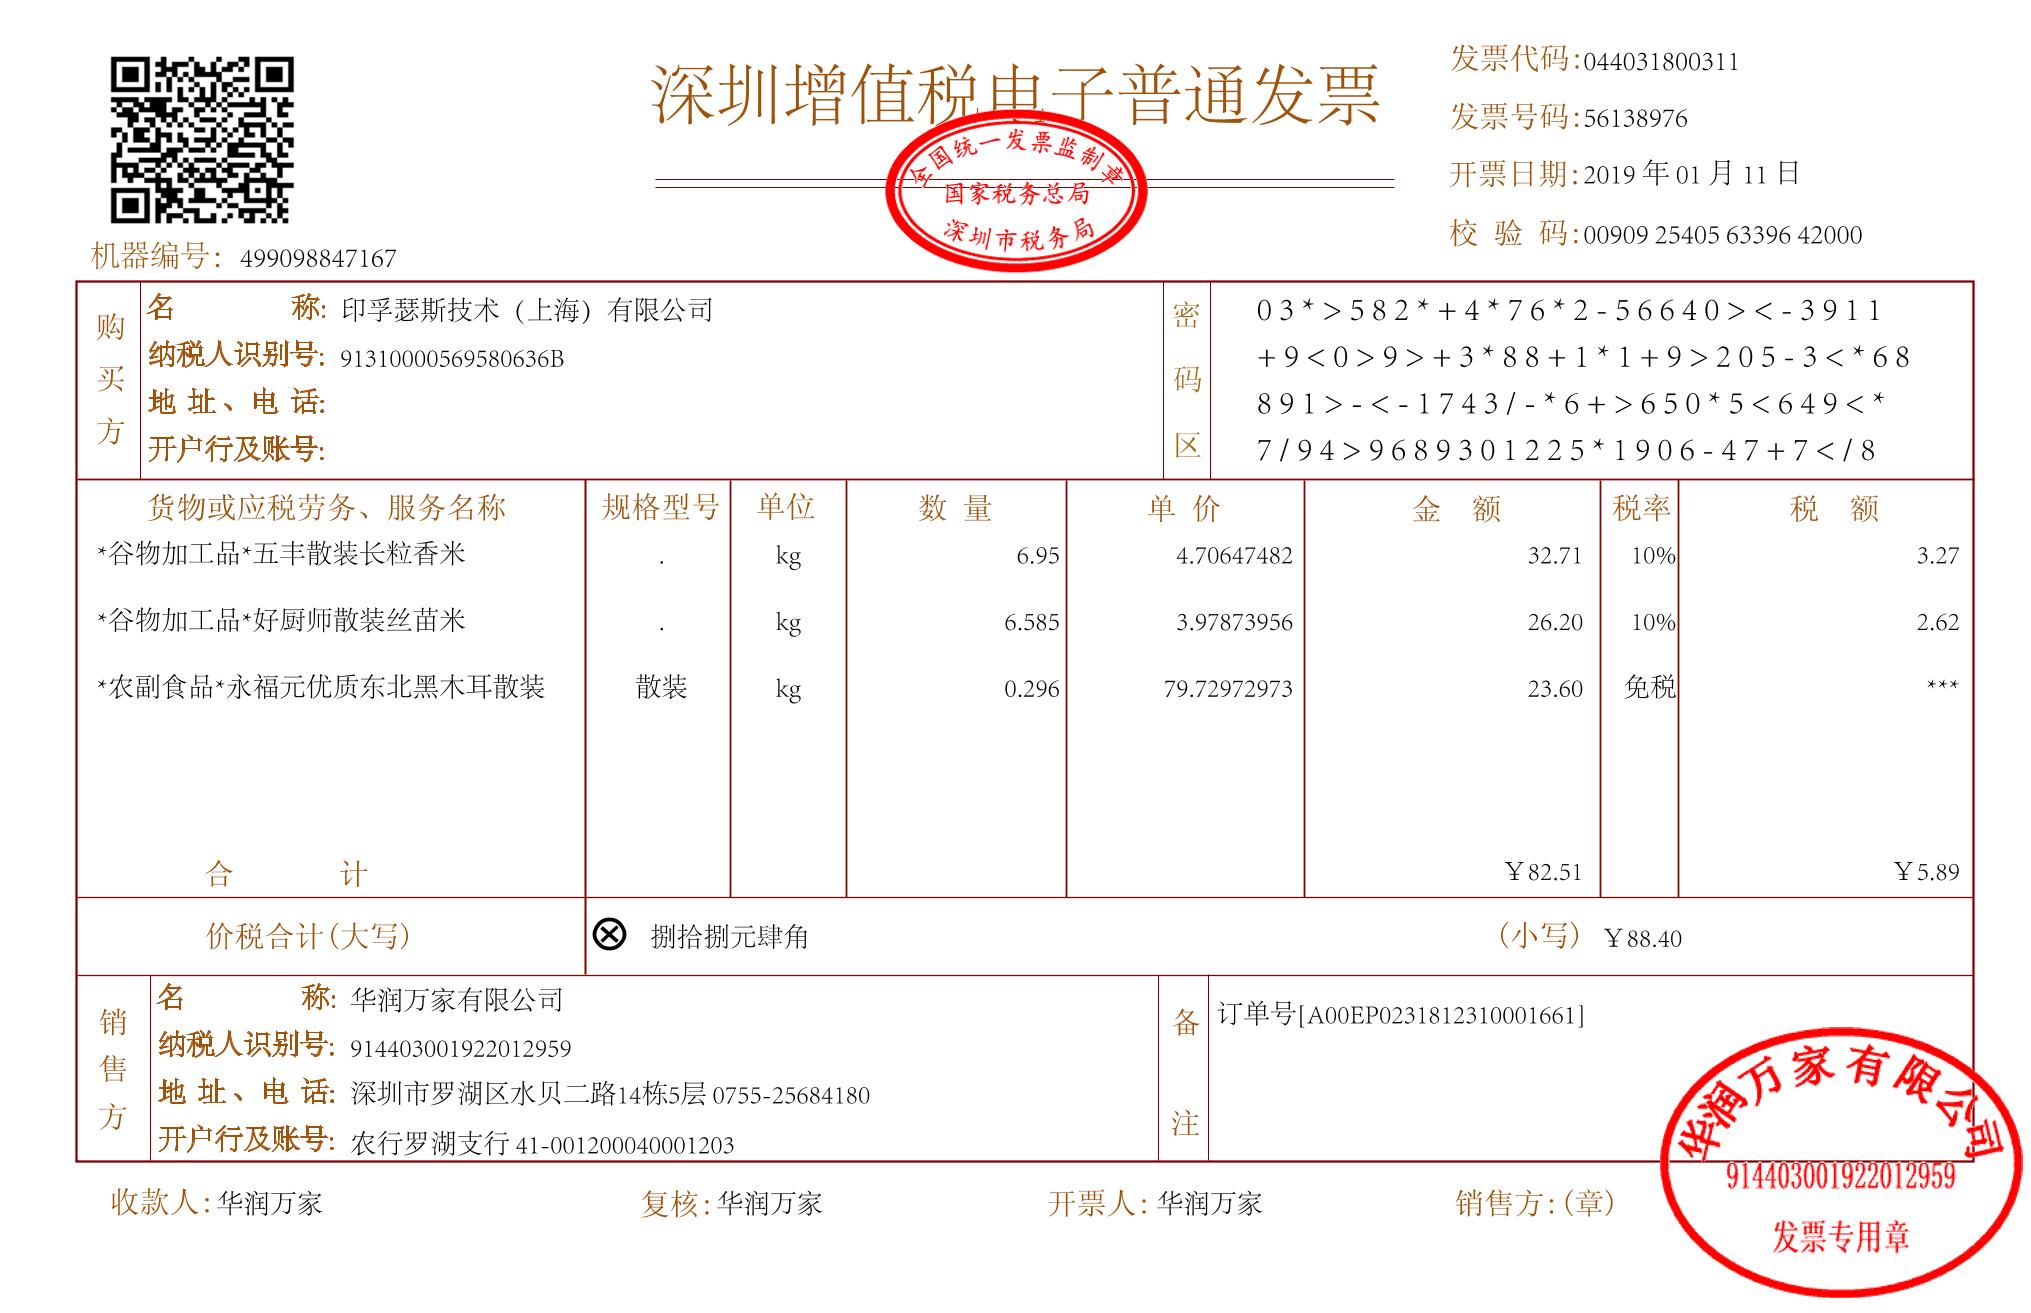 深圳增值税电子普通发票
发票代码:044031800311
发票号码:56138976
开票日期:2019 年 01 月 11 日
校 验 码:00909 25405 63396 42000
机器编号: 499098847167
全国统一发票监制章
国家税务总局
深圳市税务局
购买方
名 称: 印孚瑟斯技术（上海）有限公司
纳税人识别号: 91310000569580636B
地 址、电 话:
开户行及账号:
密码区
03*>582*+4*76*2-56640><-3911
+9<0>9>+3*88+1*1+9>205-3<*68
891>-<-1743/-*6+>650*5<649<*
7/94>9689301225*1906-47+7</8
货物或应税劳务、服务名称 规格型号 单位 数 量 单 价 金 额 税率 税 额
*谷物加工品*五丰散装长粒香米 . kg 6.95 4.70647482 32.71 10% 3.27
*谷物加工品*好厨师散装丝苗米 . kg 6.585 3.97873956 26.20 10% 2.62
*农副食品*永福元优质东北黑木耳散装 散装 kg 0.296 79.72972973 23.60 免税 ***
合 计 ￥82.51 ￥5.89
价税合计(大写) ⊗ 捌拾捌元肆角 (小写) ￥88.40
销售方
名 称: 华润万家有限公司
纳税人识别号: 914403001922012959
地 址、电 话: 深圳市罗湖区水贝二路14栋5层 0755-25684180
开户行及账号: 农行罗湖支行 41-001200040001203
备注
订单号[A00EP0231812310001661]
收款人: 华润万家 复核: 华润万家 开票人: 华润万家 销售方:(章)
华润万家有限公司
914403001922012959
发票专用章